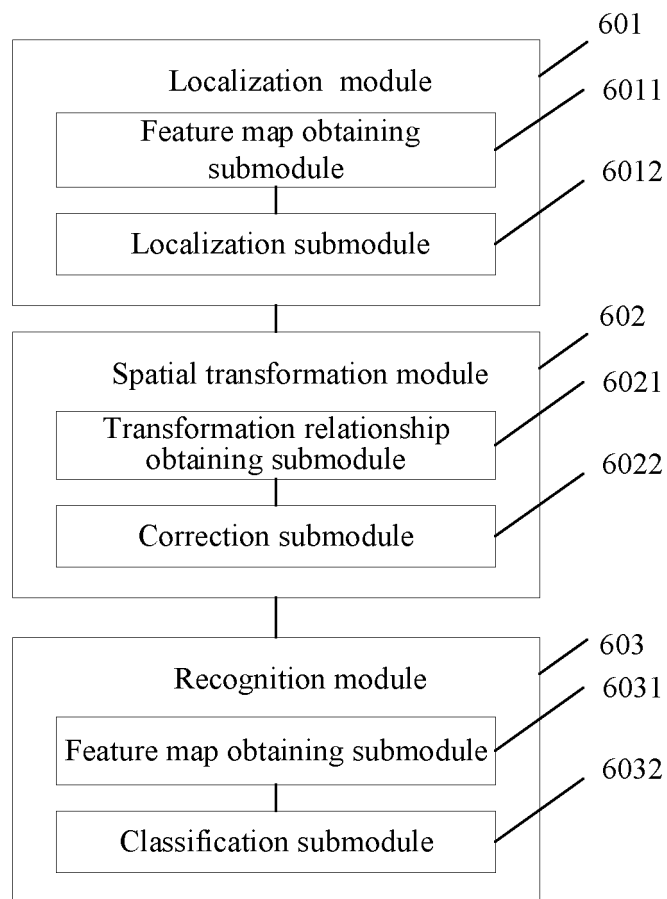 601
Localization module
6011
Feature map obtaining
submodule
6012
Localization submodule
602
Spatial transformation module
6021
Transformation relationship
obtaining submodule
6022
Correction submodule
603
Recognition module
6031
Feature map obtaining submodule
6032
Classification submodule